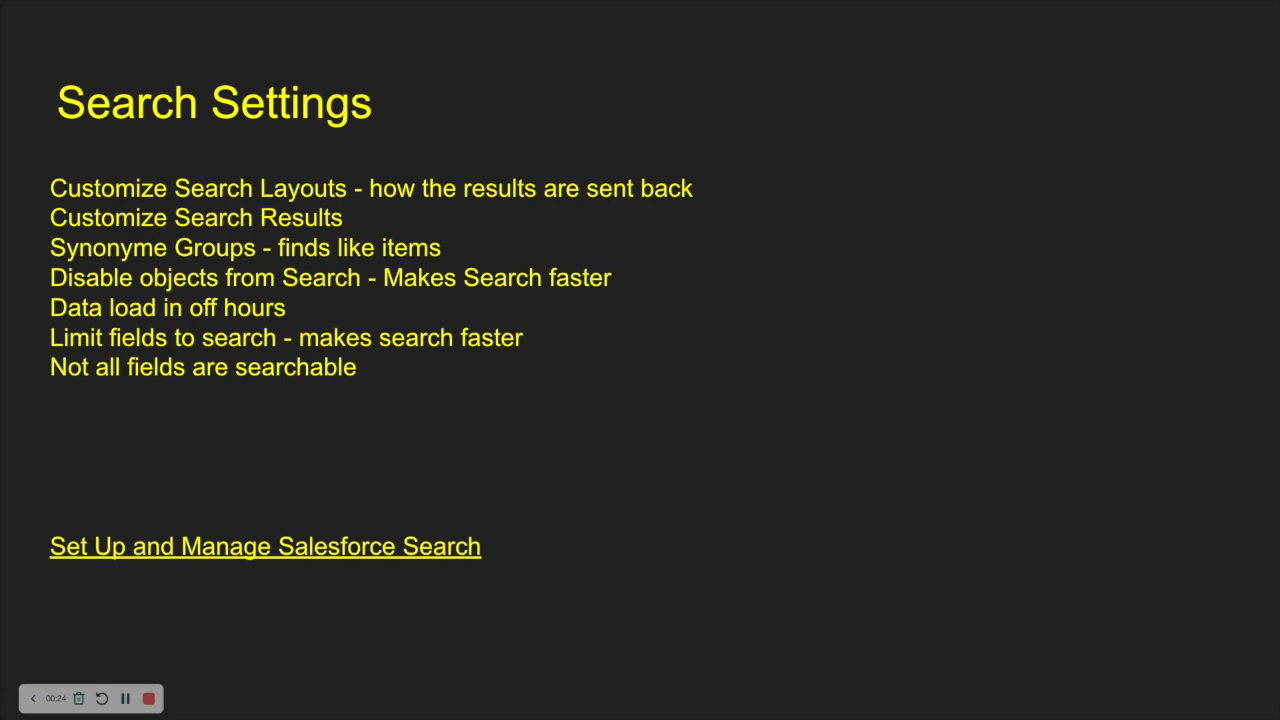 Search Settings
Customize Search Layouts - how the results are sent back
Customize Search Results
Synonyme Groups - finds like items
Disable objects from Search - Makes Search faster
Data load in off hours
Limit fields to search - makes search faster
Not all fields are searchable
Set Up and Manage Salesforce Search
00:24